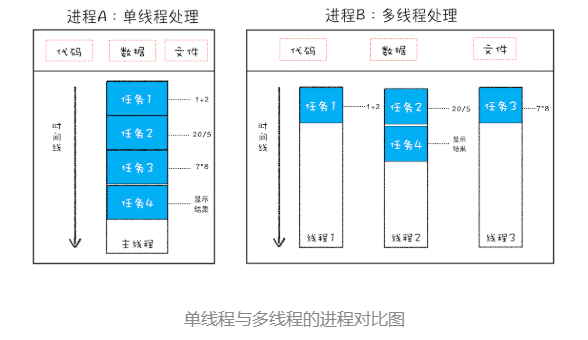 进程A：单线程处理
代码
数据
文件
时间线
任务1
1+2
任务2
20/5
任务3
7*8
任务4
显示
结果
主线程
进程B：多线程处理
代码
数据
文件
时间线
任务1
1+2
任务2
20/5
任务3
7*8
任务4
显示
结果
线程1
线程2
线程3
单线程与多线程的进程对比图